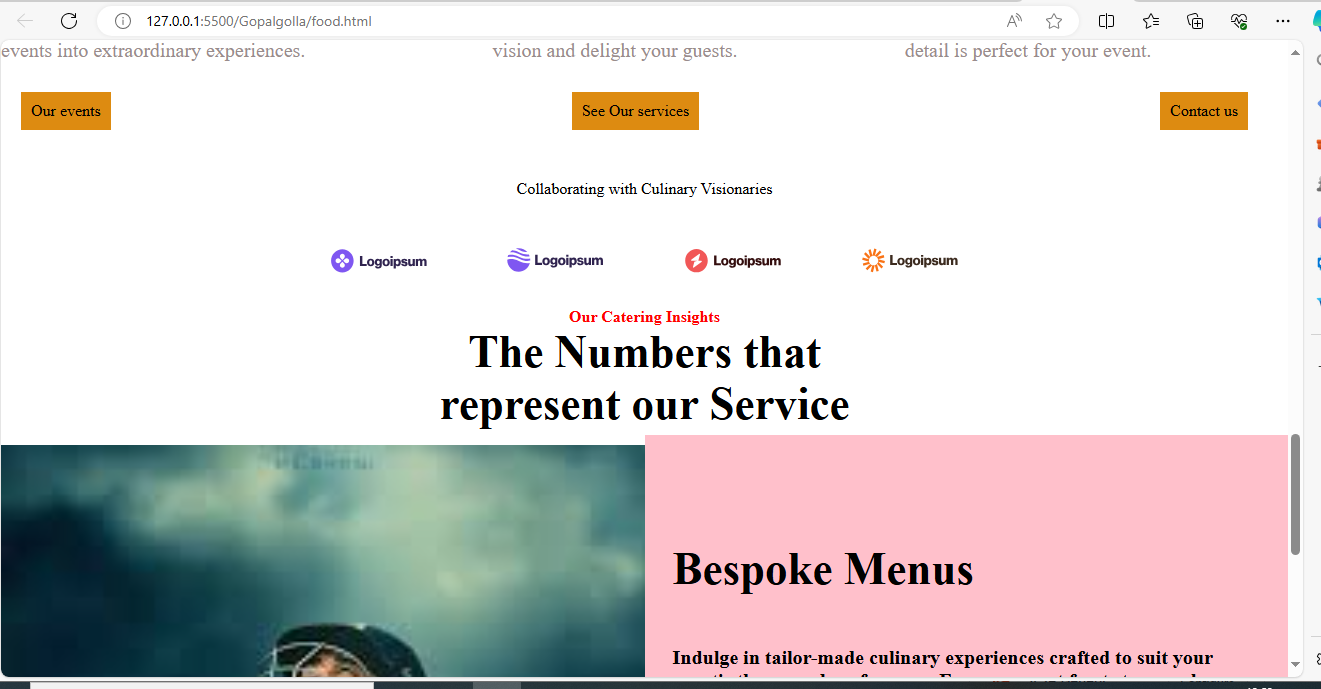 127.0.0.1:5500/Gopalgolla/food.html
events into extraordinary experiences.
vision and delight your guests.
detail is perfect for your event.
Our events
See Our services
Contact us
Collaborating with Culinary Visionaries
Logoipsum
Logoipsum
Logoipsum
Logoipsum
Our Catering Insights
The Numbers that
represent our Service
Bespoke Menus
Indulge in tailor-made culinary experiences crafted to suit your